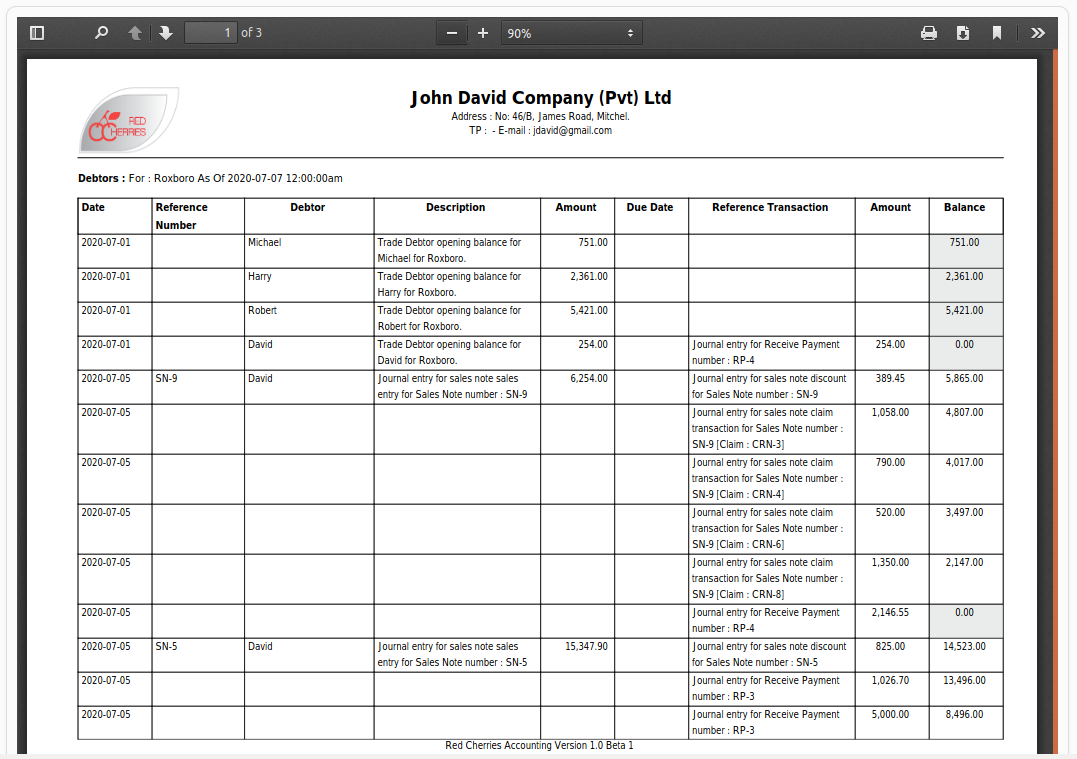 1 of 3
90%
RED
CHERRIES
John David Company (Pvt) Ltd
Address : No: 46/B, James Road, Mitchel.
TP :  - E-mail : jdavid@gmail.com
Debtors : For : Roxboro As Of 2020-07-07 12:00:00am
Date Reference Debtor Description Amount Due Date Reference Transaction Amount Balance
Number
2020-07-01 Michael Trade Debtor opening balance for 751.00 751.00
Michael for Roxboro.
2020-07-01 Harry Trade Debtor opening balance for 2,361.00 2,361.00
Harry for Roxboro.
2020-07-01 Robert Trade Debtor opening balance for 5,421.00 5,421.00
Robert for Roxboro.
2020-07-01 David Trade Debtor opening balance for 254.00 Journal entry for Receive Payment 254.00 0.00
David for Roxboro. number : RP-4
2020-07-05 SN-9 David Journal entry for sales note sales 6,254.00 Journal entry for sales note discount 389.45 5,865.00
entry for Sales Note number : SN-9 for Sales Note number : SN-9
2020-07-05 Journal entry for sales note claim 1,058.00 4,807.00
transaction for Sales Note number :
SN-9 [Claim : CRN-3]
2020-07-05 Journal entry for sales note claim 790.00 4,017.00
transaction for Sales Note number :
SN-9 [Claim : CRN-4]
2020-07-05 Journal entry for sales note claim 520.00 3,497.00
transaction for Sales Note number :
SN-9 [Claim : CRN-6]
2020-07-05 Journal entry for sales note claim 1,350.00 2,147.00
transaction for Sales Note number :
SN-9 [Claim : CRN-8]
2020-07-05 Journal entry for Receive Payment 2,146.55 0.00
number : RP-4
2020-07-05 SN-5 David Journal entry for sales note sales 15,347.90 Journal entry for sales note discount 825.00 14,523.00
entry for Sales Note number : SN-5 for Sales Note number : SN-5
2020-07-05 Journal entry for Receive Payment 1,026.70 13,496.00
number : RP-3
2020-07-05 Journal entry for Receive Payment 5,000.00 8,496.00
number : RP-3
Red Cherries Accounting Version 1.0 Beta 1